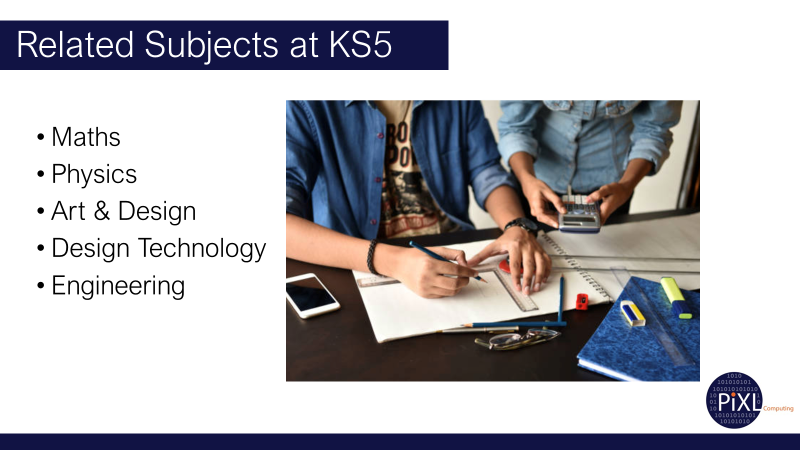 Related Subjects at KS5
• Maths
• Physics
• Art & Design
• Design Technology
• Engineering
PiXL
Computing